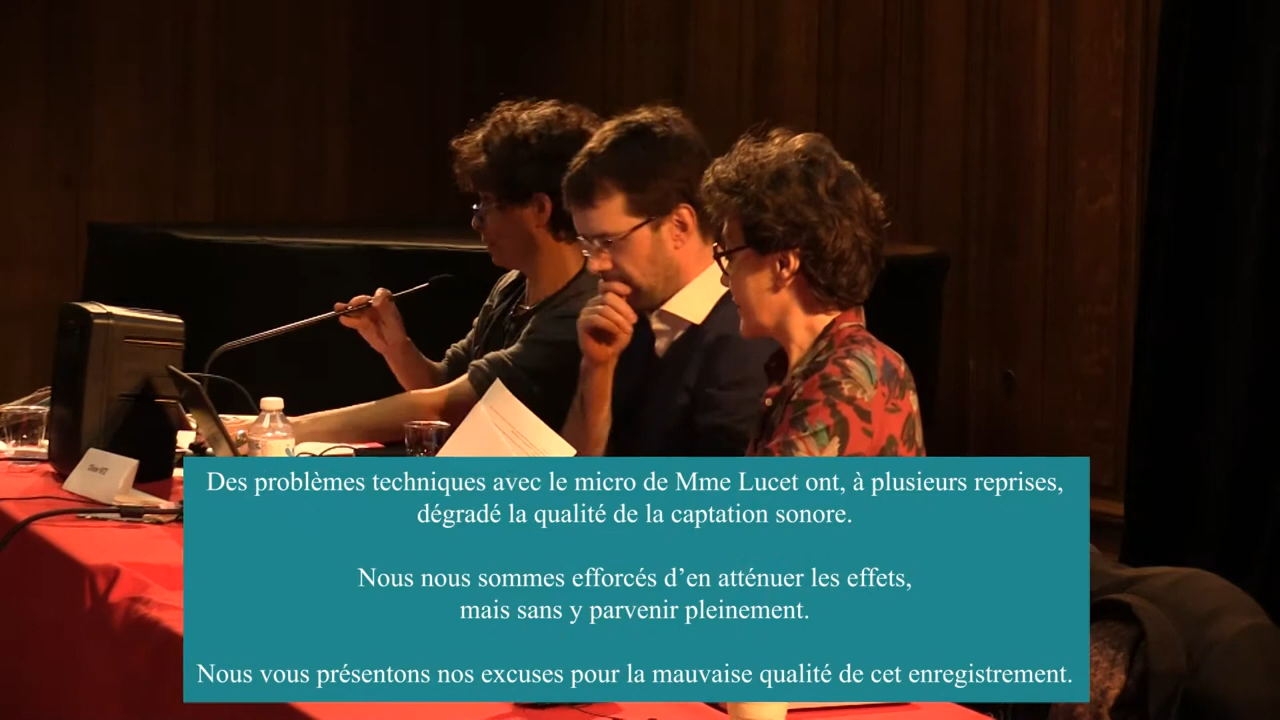 Des problèmes techniques avec le micro de Mme Lucet ont, à plusieurs reprises,
dégradé la qualité de la captation sonore.
Nous nous sommes efforcés d’en atténuer les effets,
mais sans y parvenir pleinement.
Nous vous présentons nos excuses pour la mauvaise qualité de cet enregistrement.